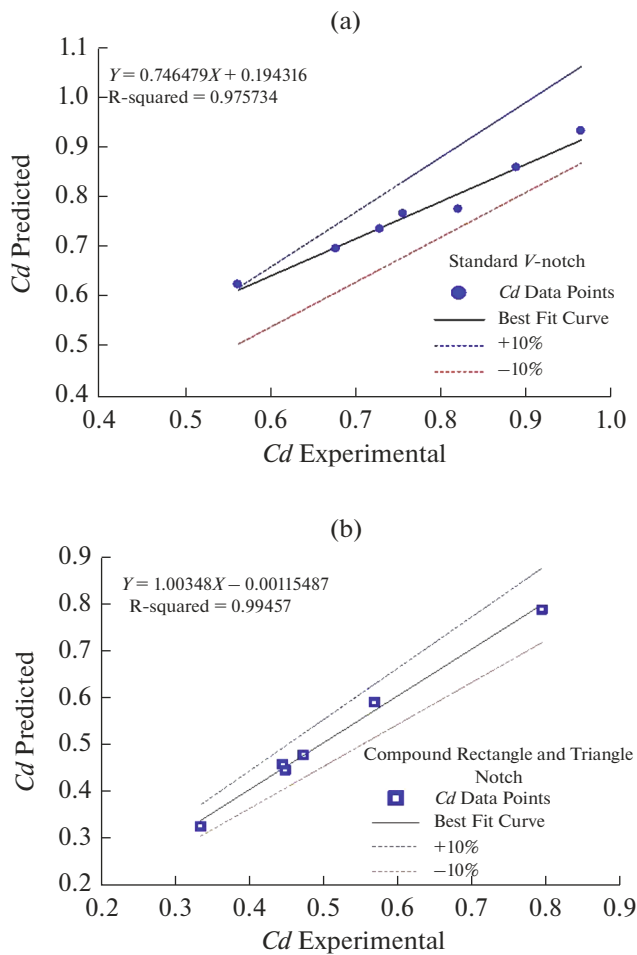 (a)
1.1
1.0
0.9
0.8
0.7
0.6
0.5
0.4
Cd Predicted
Y = 0.746479X + 0.194316
R-squared = 0.975734
Standard V-notch
Cd Data Points
Best Fit Curve
+10%
−10%
0.4 0.5 0.6 0.7 0.8 0.9 1.0
Cd Experimental
(b)
0.9
0.8
0.7
0.6
0.5
0.4
0.3
0.2
Cd Predicted
Y = 1.00348X − 0.00115487
R-squared = 0.99457
Compound Rectangle and Triangle
Notch
Cd Data Points
Best Fit Curve
+10%
−10%
0.2 0.3 0.4 0.5 0.6 0.7 0.8 0.9
Cd Experimental